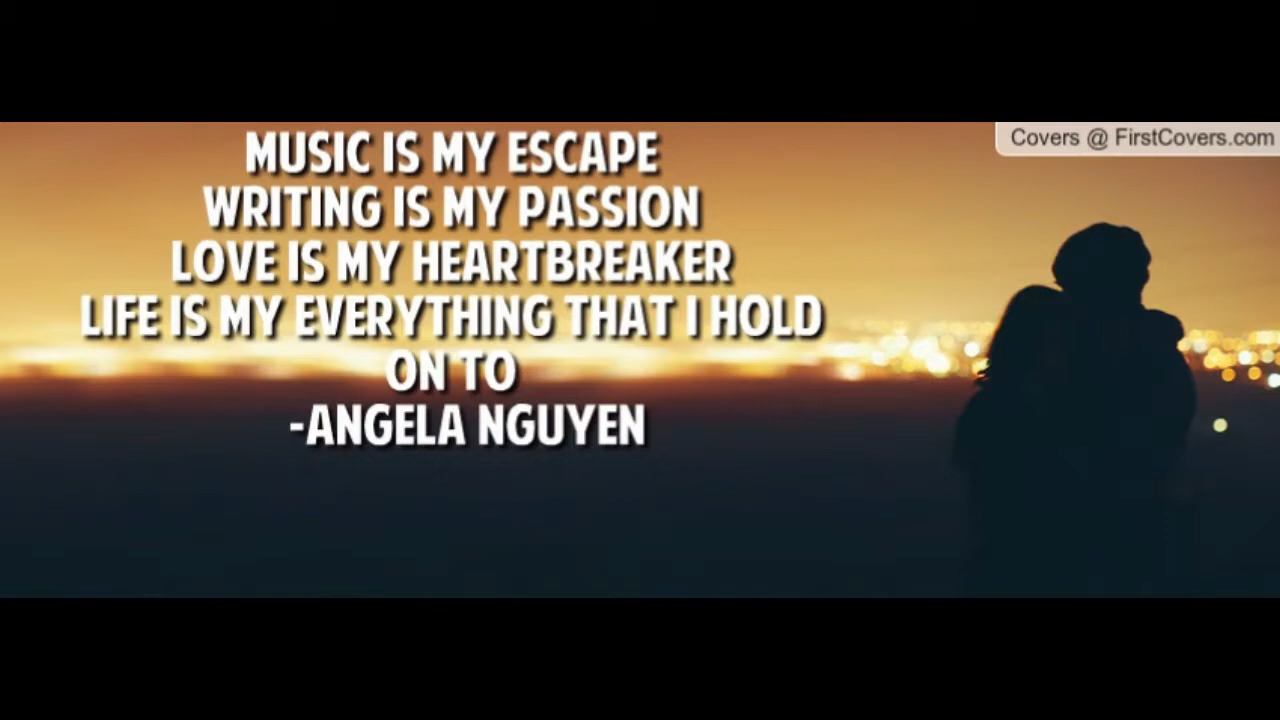 MUSIC IS MY ESCAPE
WRITING IS MY PASSION
LOVE IS MY HEARTBREAKER
LIFE IS MY EVERYTHING THAT I HOLD
ON TO
-ANGELA NGUYEN
Covers @ FirstCovers.com